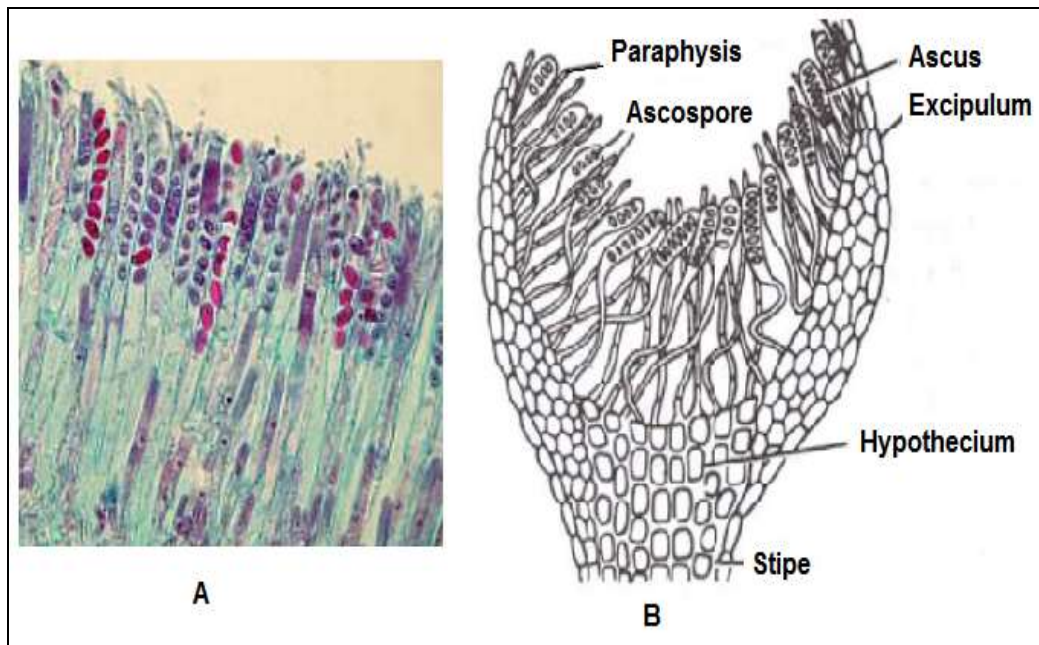 Paraphysis
Ascus
Ascospore
Excipulum
Hypothecium
Stipe
A
B